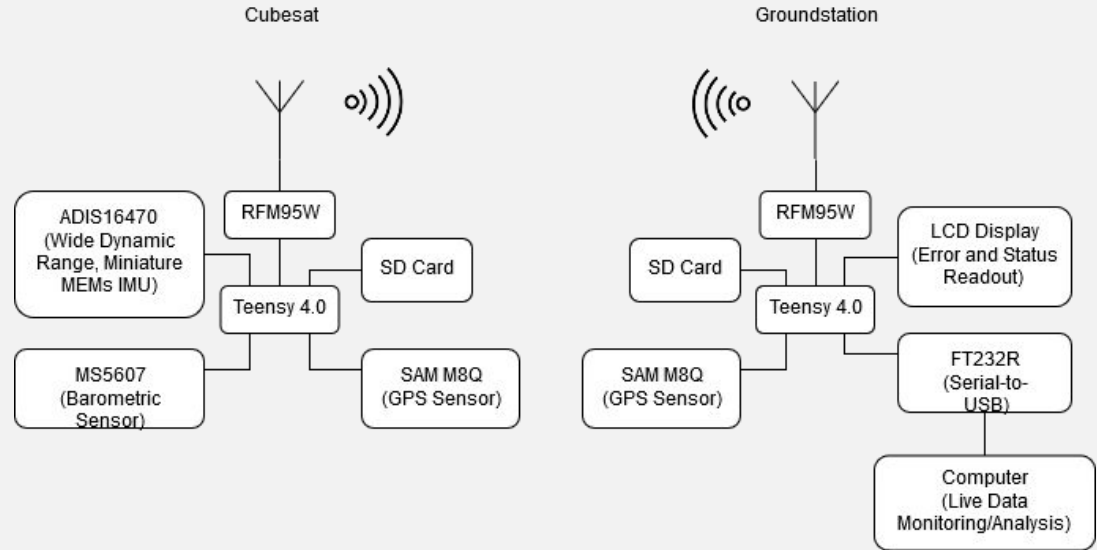 Cubesat
Groundstation
RFM95W
ADIS16470
(Wide Dynamic
Range, Miniature
MEMs IMU)
SD Card
Teensy 4.0
MS5607
(Barometric
Sensor)
SAM M8Q
(GPS Sensor)
RFM95W
LCD Display
(Error and Status
Readout)
SD Card
Teensy 4.0
SAM M8Q
(GPS Sensor)
FT232R
(Serial-to-
USB)
Computer
(Live Data
Monitoring/Analysis)